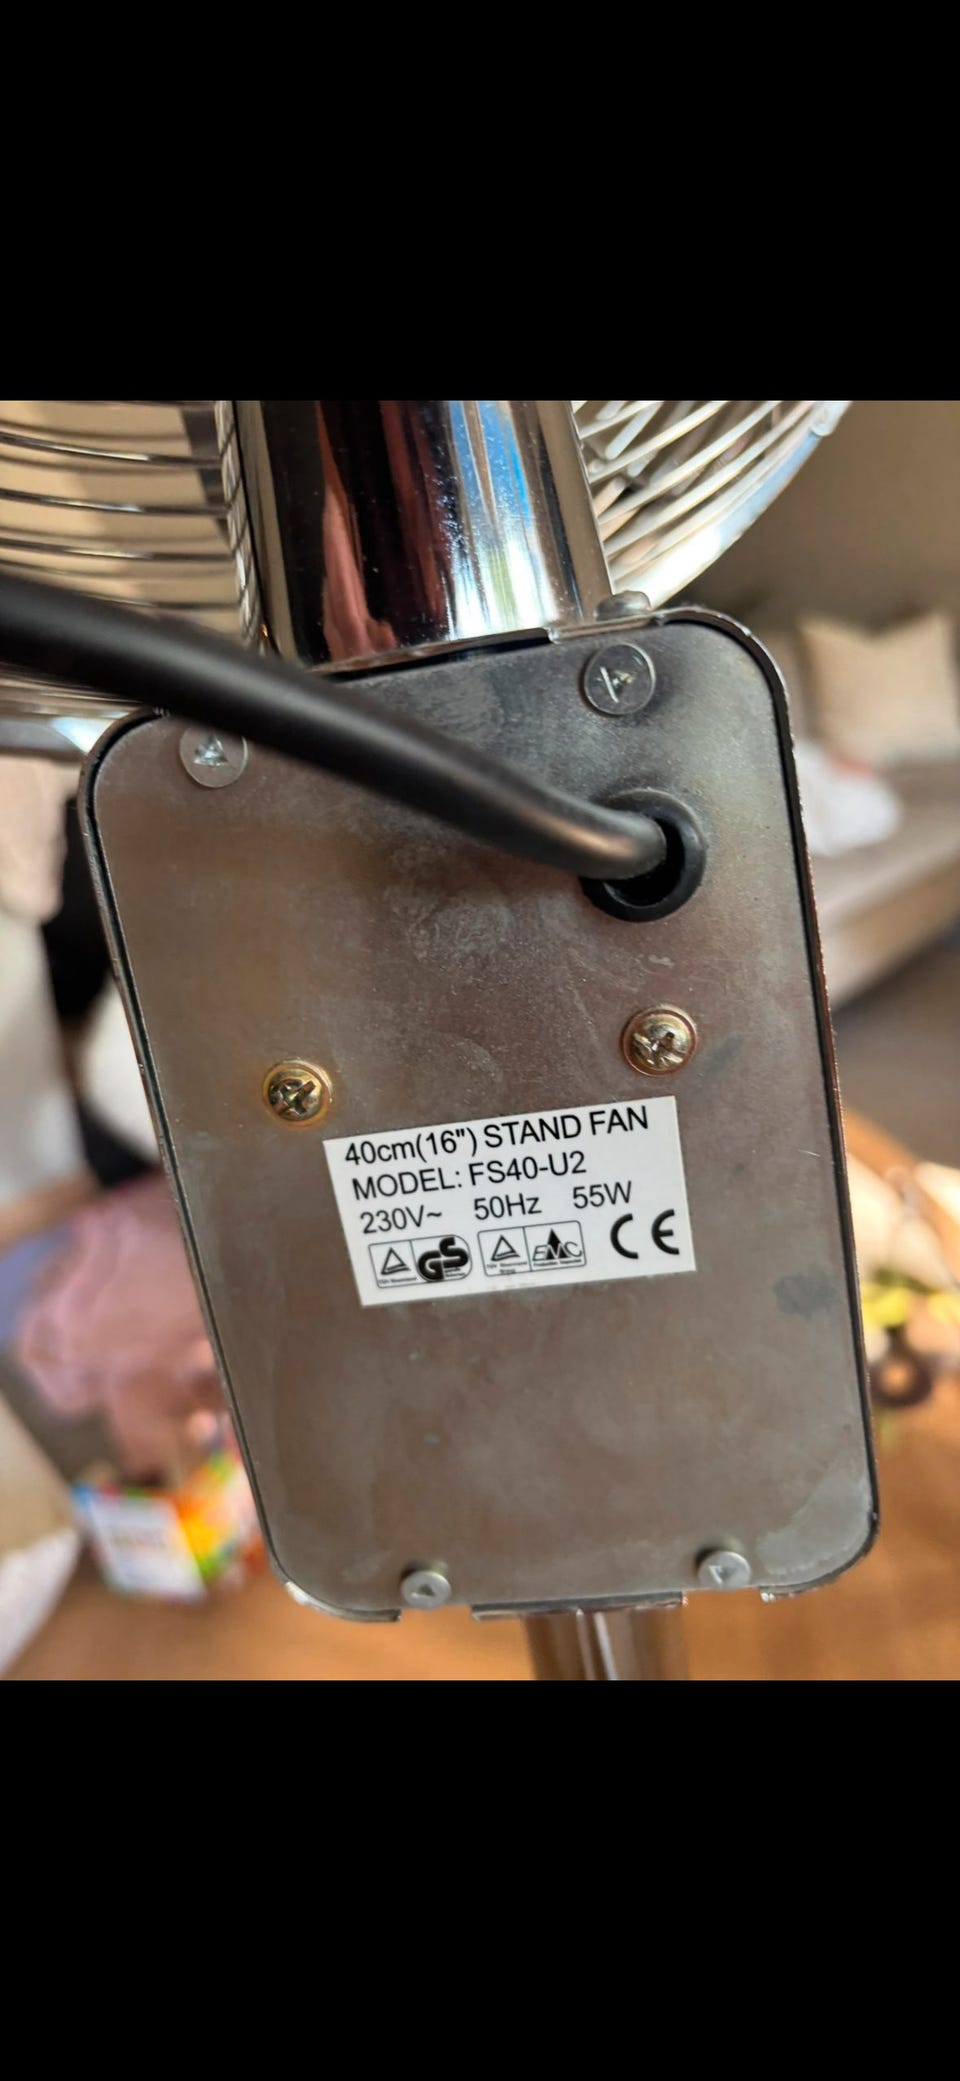 40cm(16") STAND FAN
MODEL: FS40-U2
230V~ 50Hz 55W
GS EMC CE